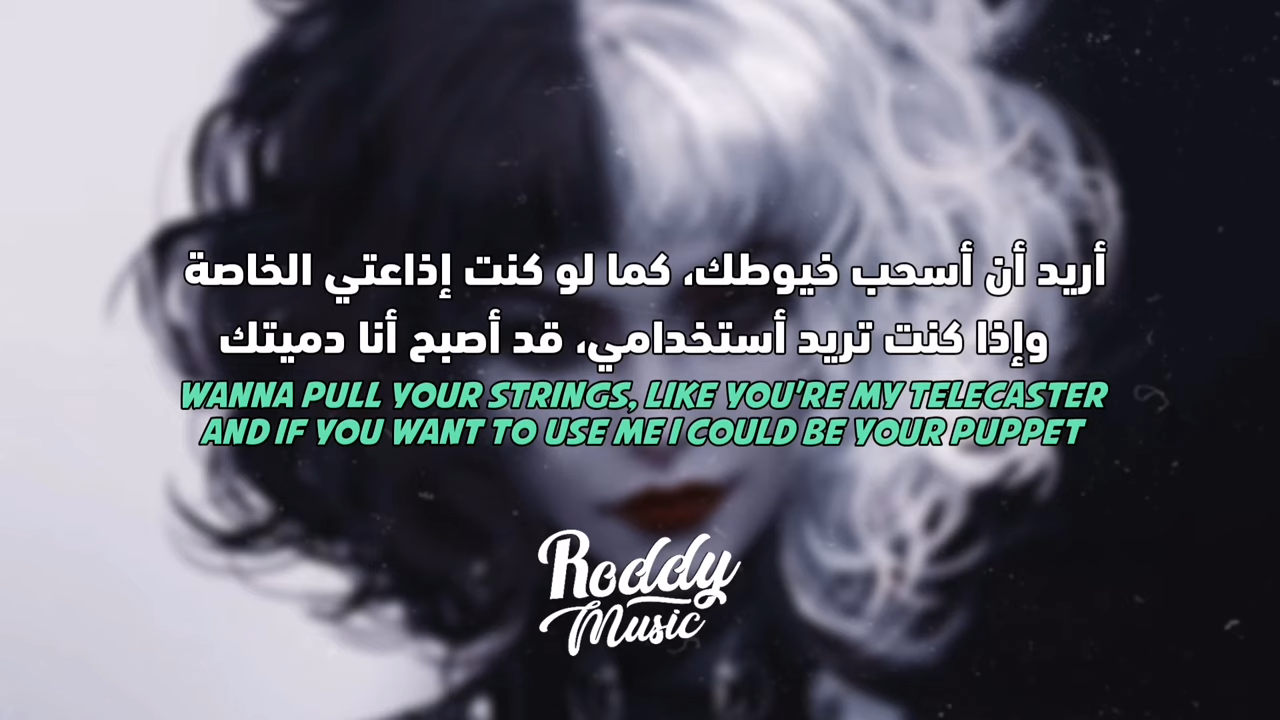 أريد أن أسحب خيوطك، كما لو كنت إذاعتي الخاصة
وإذا كنت تريد أستخدامي، قد أصبح أنا دميتك
WANNA PULL YOUR STRINGS, LIKE YOU'RE MY TELECASTER
AND IF YOU WANT TO USE ME I COULD BE YOUR PUPPET
Roddy
Music